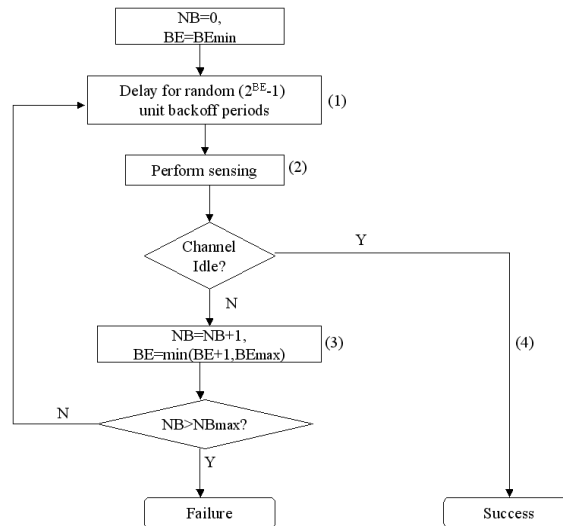 NB=0,
BE=BEmin
Delay for random (2^BE-1)
unit backoff periods
(1)
Perform sensing
(2)
Channel
Idle?
Y
N
NB=NB+1,
BE=min(BE+1,BEmax)
(3)
(4)
N
NB>NBmax?
Y
Failure
Success